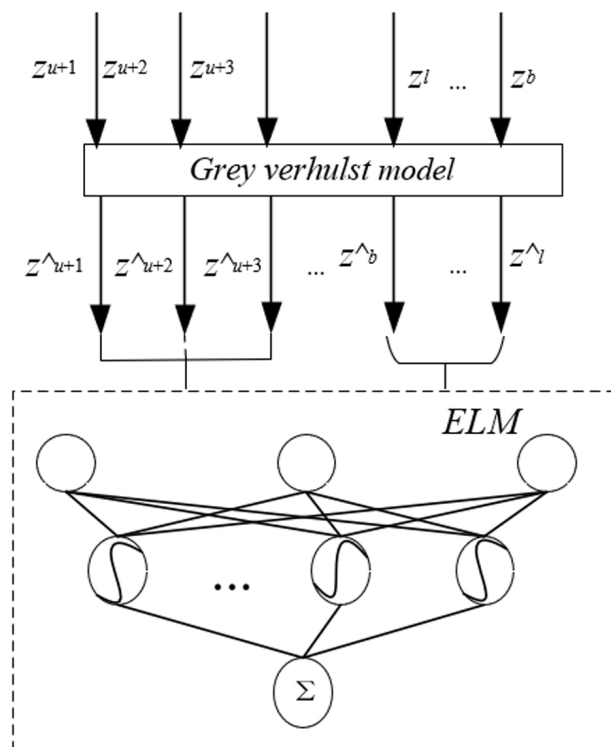 zu+1 zu+2 zu+3 zl ... zb
Grey verhulst model
z^u+1 z^u+2 z^u+3 ... z^b ... z^l
ELM
...
Σ